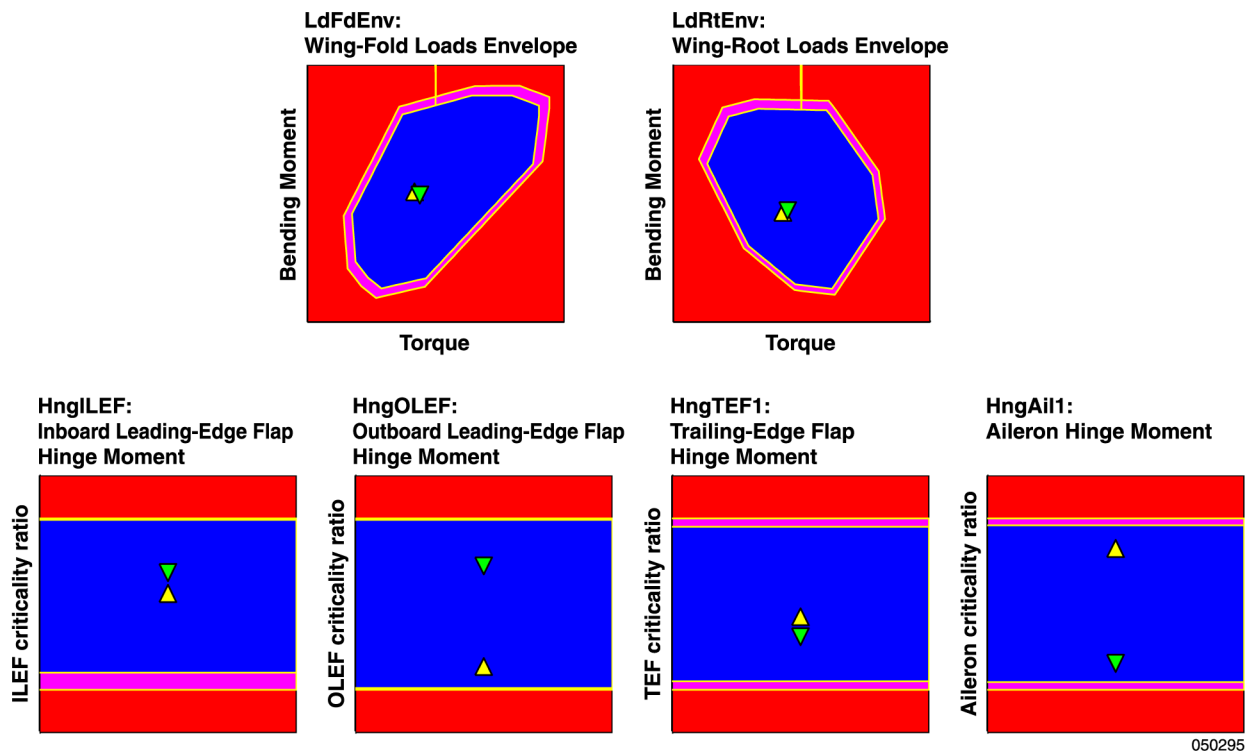 LdFdEnv:
Wing-Fold Loads Envelope
Bending Moment
Torque
LdRtEnv:
Wing-Root Loads Envelope
Bending Moment
Torque
HngILEF:
Inboard Leading-Edge Flap
Hinge Moment
ILEF criticality ratio
HngOLEF:
Outboard Leading-Edge Flap
Hinge Moment
OLEF criticality ratio
HngTEF1:
Trailing-Edge Flap
Hinge Moment
TEF criticality ratio
HngAil1:
Aileron Hinge Moment
Aileron criticality ratio
050295